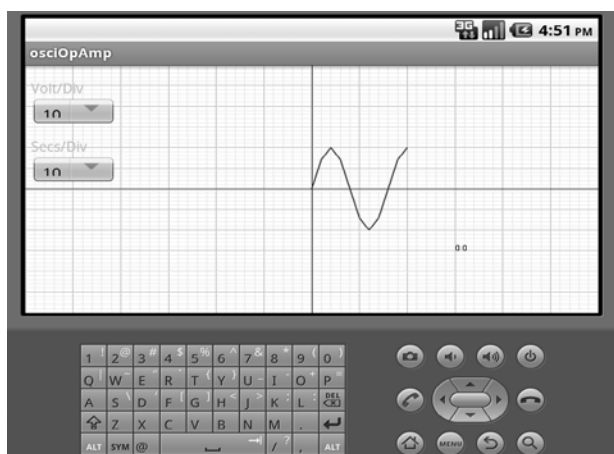 3G 4:51 PM
osciOpAmp
Volt/Div
10
Secs/Div
10
0 0
1 ! 2 @ 3 # 4 $ 5 % 6 ^ 7 & 8 * 9 ( 0 )
Q W E R T Y U I O P
A S D F G H J K L DEL
Z X C V B N M .
ALT SYM @ / ? , ALT
MENU